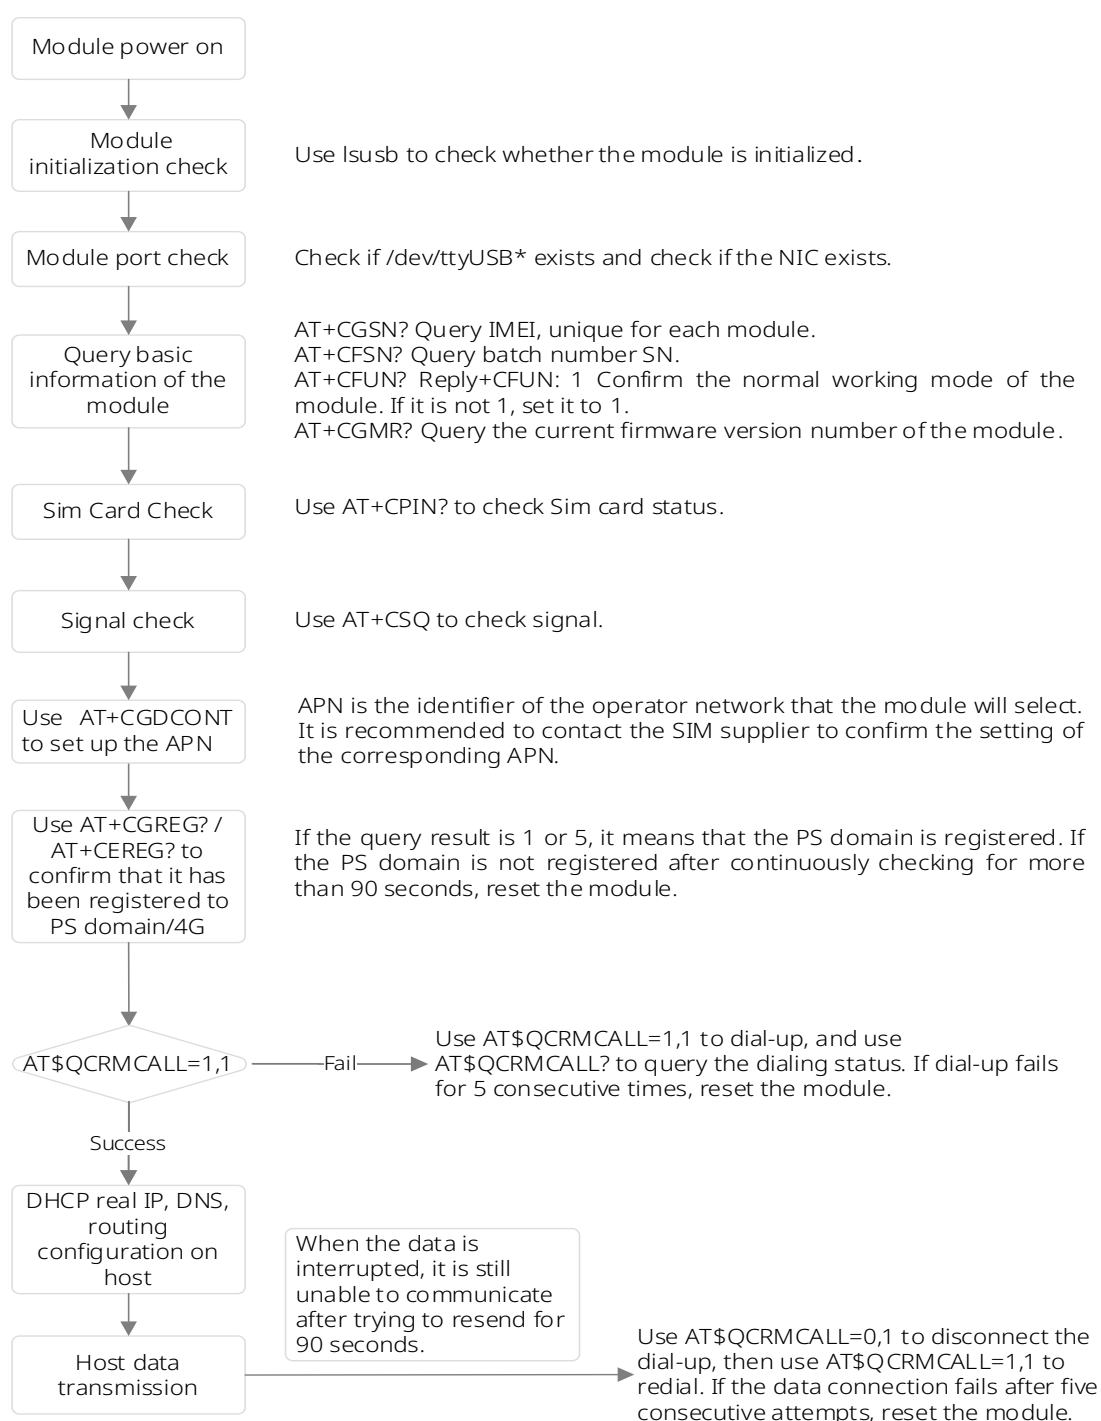 Module power on
Module
initialization check
Use lsusb to check whether the module is initialized.
Module port check
Check if /dev/ttyUSB* exists and check if the NIC exists.
Query basic
information of the
module
AT+CGSN? Query IMEI, unique for each module.
AT+CFSN? Query batch number SN.
AT+CFUN? Reply+CFUN: 1 Confirm the normal working mode of the
module. If it is not 1, set it to 1.
AT+CGMR? Query the current firmware version number of the module.
Sim Card Check
Use AT+CPIN? to check Sim card status.
Signal check
Use AT+CSQ to check signal.
Use AT+CGDCONT
to set up the APN
APN is the identifier of the operator network that the module will select.
It is recommended to contact the SIM supplier to confirm the setting of
the corresponding APN.
Use AT+CGREG? /
AT+CEREG? to
confirm that it has
been registered to
PS domain/4G
If the query result is 1 or 5, it means that the PS domain is registered. If
the PS domain is not registered after continuously checking for more
than 90 seconds, reset the module.
AT$QCRMCALL=1,1
Fail
Use AT$QCRMCALL=1,1 to dial-up, and use
AT$QCRMCALL? to query the dialing status. If dial-up fails
for 5 consecutive times, reset the module.
Success
DHCP real IP, DNS,
routing
configuration on
host
When the data is
interrupted, it is still
unable to communicate
after trying to resend for
90 seconds.
Host data
transmission
Use AT$QCRMCALL=0,1 to disconnect the
dial-up, then use AT$QCRMCALL=1,1 to
redial. If the data connection fails after five
consecutive attempts, reset the module.